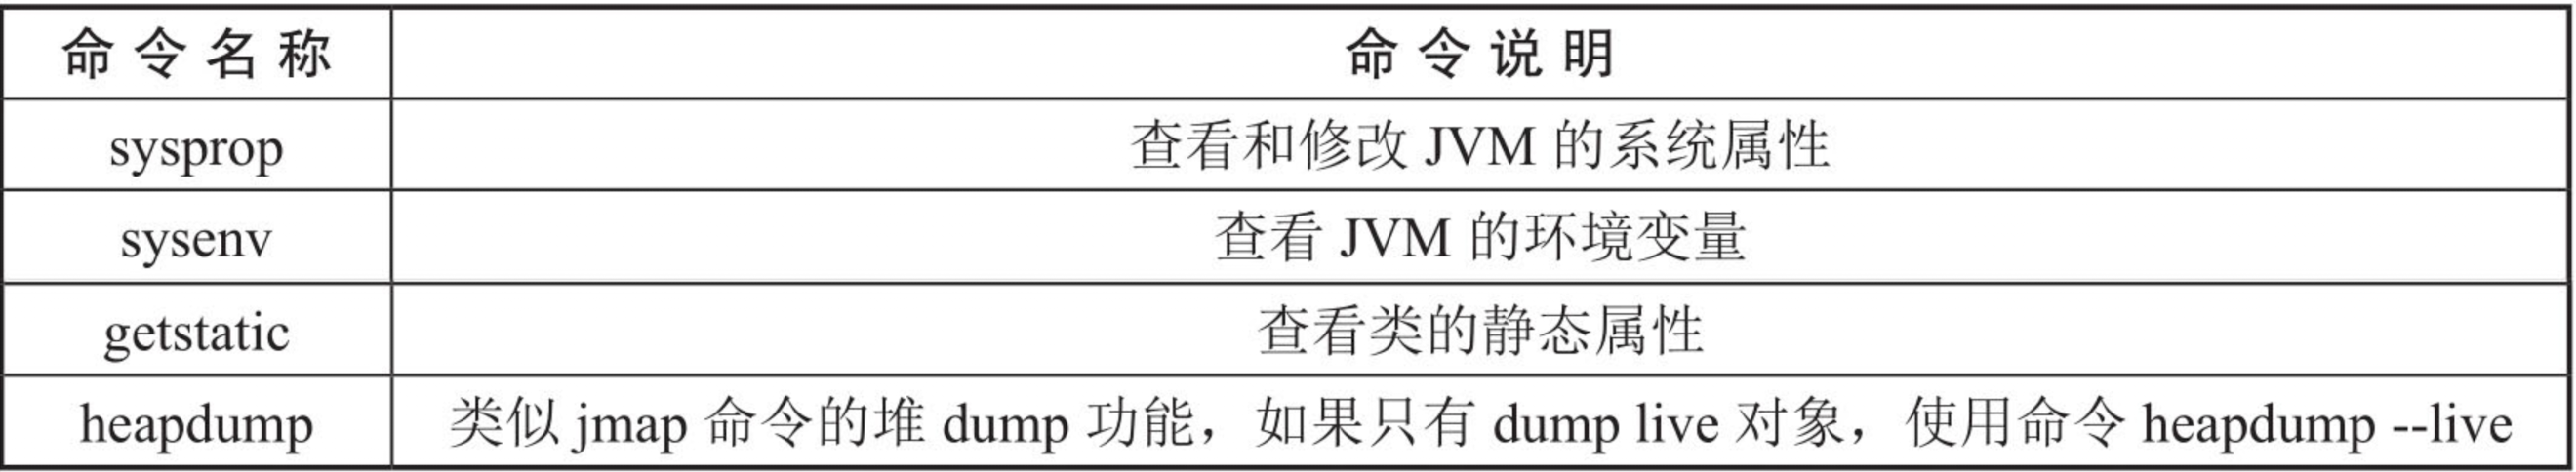 命令名称 命令说明
sysprop 查看和修改 JVM 的系统属性
sysenv 查看 JVM 的环境变量
getstatic 查看类的静态属性
heapdump 类似 jmap 命令的堆 dump 功能，如果只有 dump live 对象，使用命令 heapdump --live